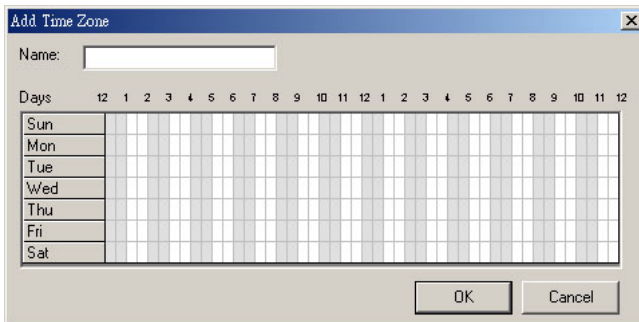 Add Time Zone
Name:
Days 12 1 2 3 4 5 6 7 8 9 10 11 12 1 2 3 4 5 6 7 8 9 10 11 12
Sun
Mon
Tue
Wed
Thu
Fri
Sat
OK Cancel